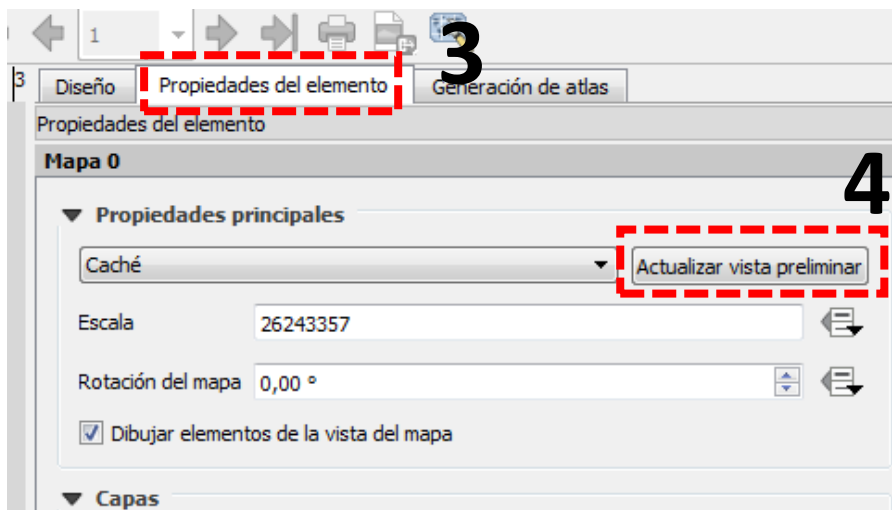 1
3
3
Diseño Propiedades del elemento Generación de atlas
Propiedades del elemento
Mapa 0
4
Propiedades principales
Caché Actualizar vista preliminar
Escala 26243357
Rotación del mapa 0,00 º
Dibujar elementos de la vista del mapa
Capas